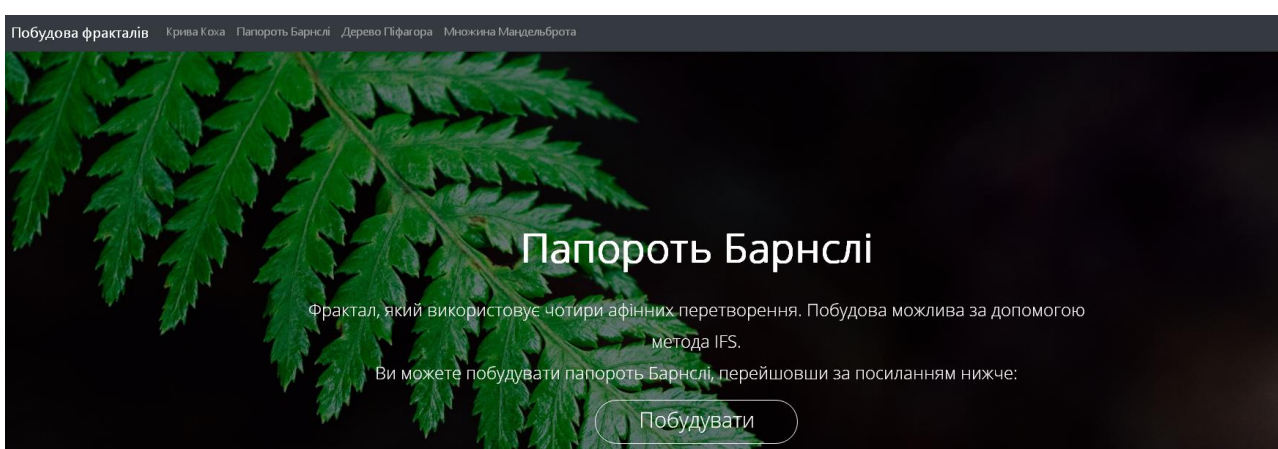 Побудова фракталів Крива Коха Папороть Барнслі Дерево Піфагора Множина Мандельброта
Папороть Барнслі
Фрактал, який використовує чотири афінних перетворення. Побудова можлива за допомогою
метода IFS.
Ви можете побудувати папороть Барнслі, перейшовши за посиланням нижче:
Побудувати